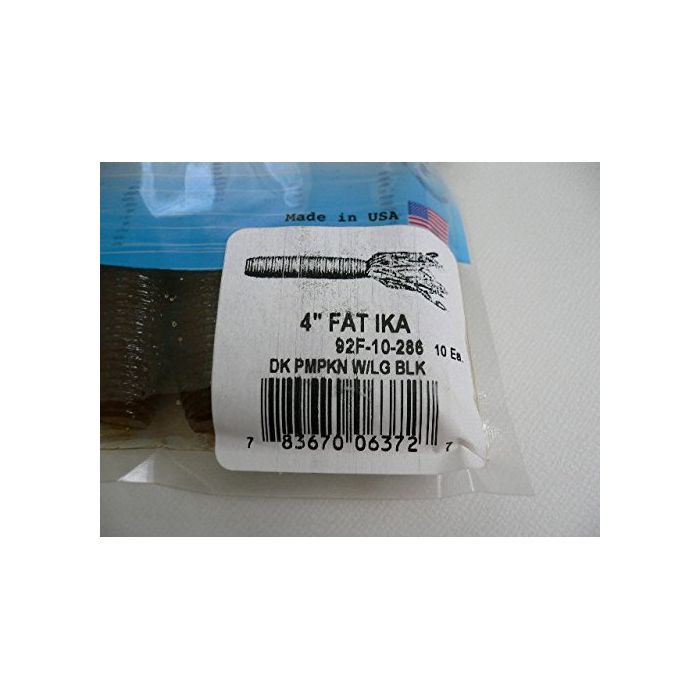 Made in USA
4" FAT IKA
92F-10-286 10 Ea.
DK PMPKN W/LG BLK
7 83670 06372 7